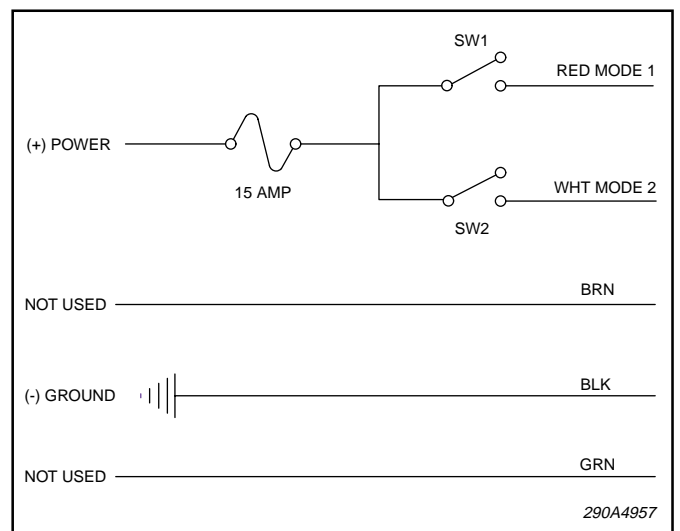 SW1
RED MODE 1
(+) POWER
15 AMP
WHT MODE 2
SW2
BRN
NOT USED
BLK
(-) GROUND
GRN
NOT USED
290A4957